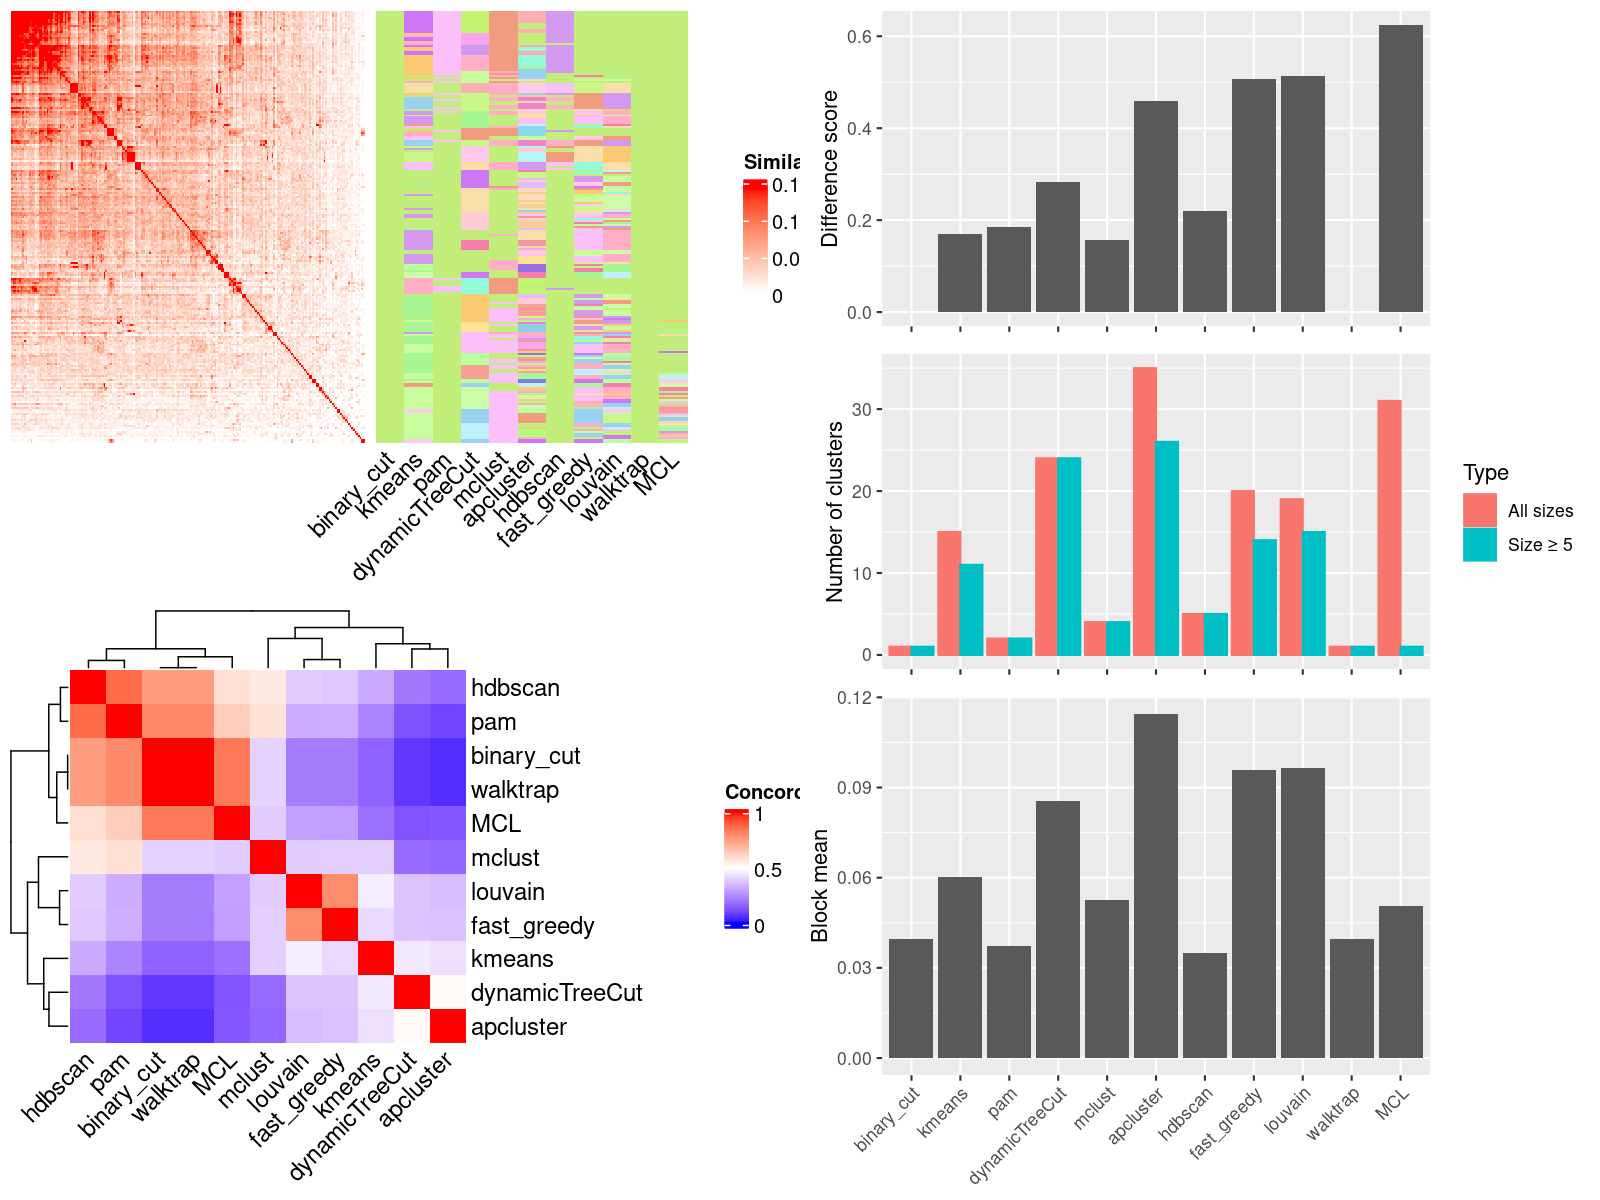 Simila
0.1
0.1
0.0
0
binary_cut
kmeans
pam
dynamicTreeCut
mclust
apcluster
hdbscan
fast_greedy
louvain
walktrap
MCL
hdbscan
pam
binary_cut
walktrap
MCL
mclust
louvain
fast_greedy
kmeans
dynamicTreeCut
apcluster
Concord
1
0.5
0
hdbscan
pam
binary_cut
walktrap
MCL
mclust
louvain
fast_greedy
kmeans
dynamicTreeCut
apcluster
Difference score
0.6
0.4
0.2
0.0
Number of clusters
30
20
10
0
Type
All sizes
Size ≥ 5
Block mean
0.12
0.09
0.06
0.03
0.00
binary_cut
kmeans
pam
dynamicTreeCut
mclust
apcluster
hdbscan
fast_greedy
louvain
walktrap
MCL